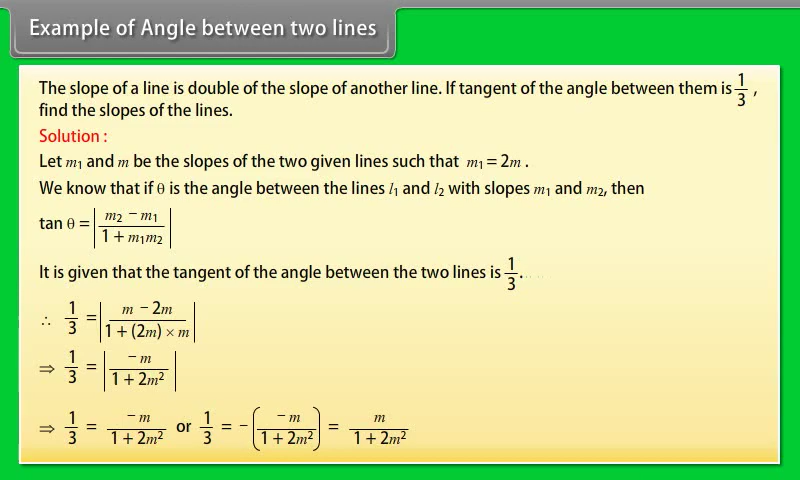 Example of Angle between two lines
The slope of a line is double of the slope of another line. If tangent of the angle between them is 1/3 ,
find the slopes of the lines.
Solution :
Let m₁ and m be the slopes of the two given lines such that m₁ = 2m .
We know that if θ is the angle between the lines l₁ and l₂ with slopes m₁ and m₂, then
tan θ = |(m₂ − m₁)/(1 + m₁m₂)|
It is given that the tangent of the angle between the two lines is 1/3.
∴ 1/3 = |(m − 2m)/(1 + (2m) × m)|
⇒ 1/3 = |−m/(1 + 2m²)|
⇒ 1/3 = −m/(1 + 2m²) or 1/3 = −(−m/(1 + 2m²)) = m/(1 + 2m²)